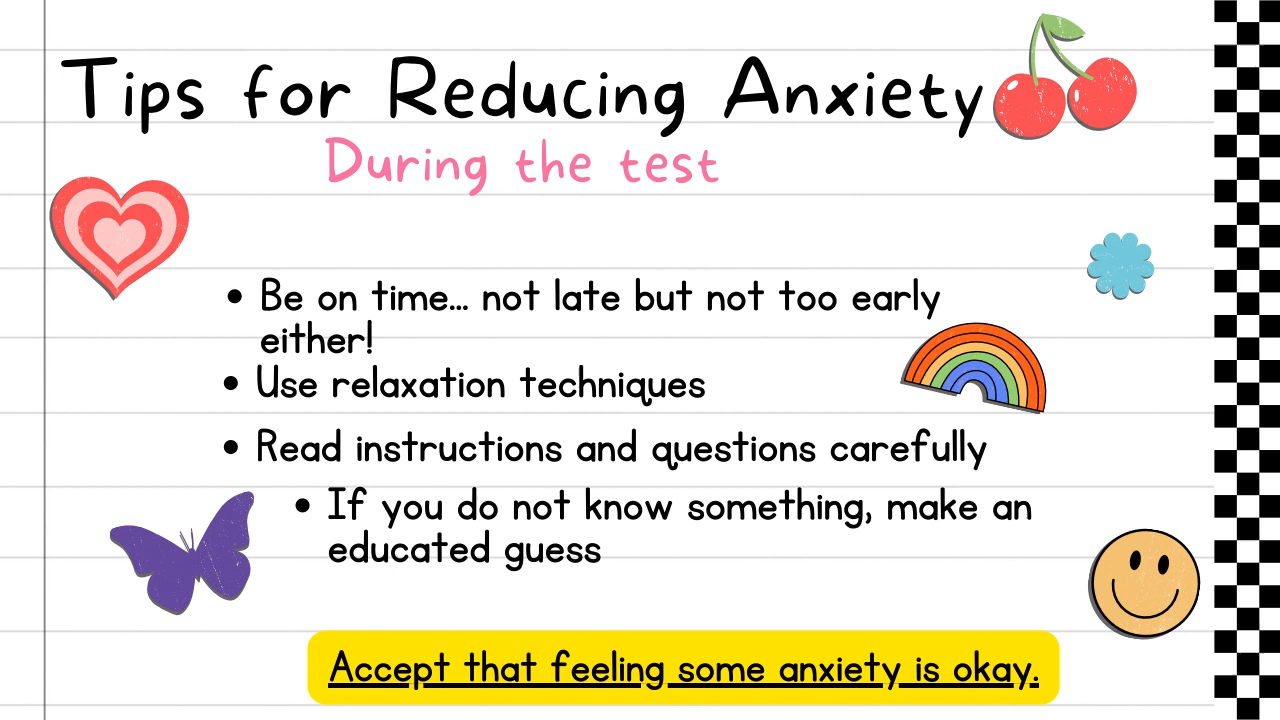 Tips for Reducing Anxiety
During the test
• Be on time... not late but not too early
either!
• Use relaxation techniques
• Read instructions and questions carefully
• If you do not know something, make an
educated guess
Accept that feeling some anxiety is okay.